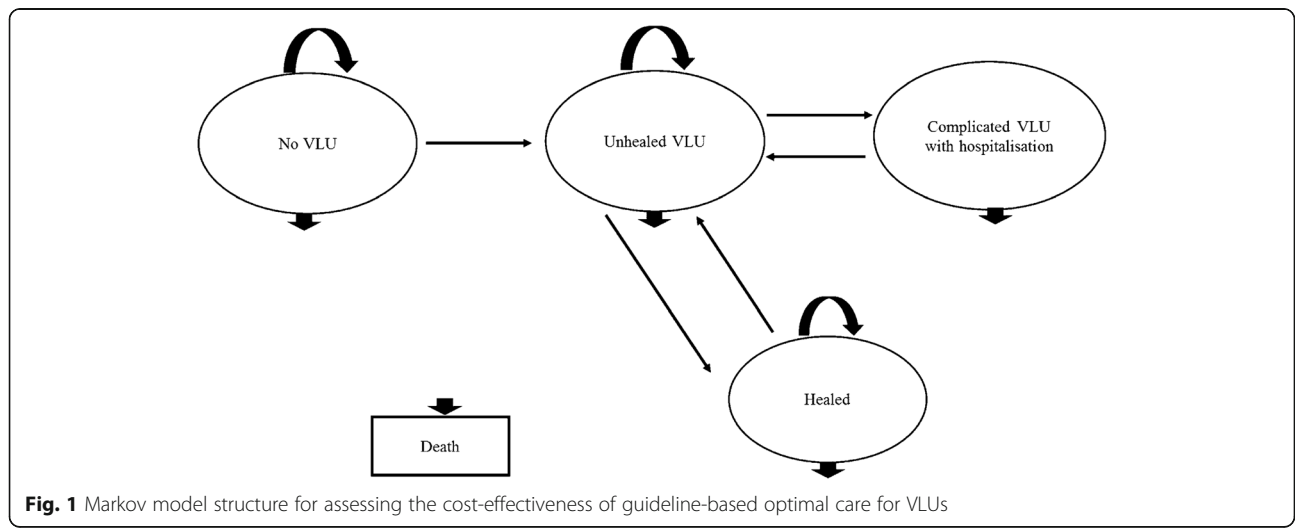 No VLU
Unhealed VLU
Complicated VLU
with hospitalisation
Healed
Death
Fig. 1 Markov model structure for assessing the cost-effectiveness of guideline-based optimal care for VLUs